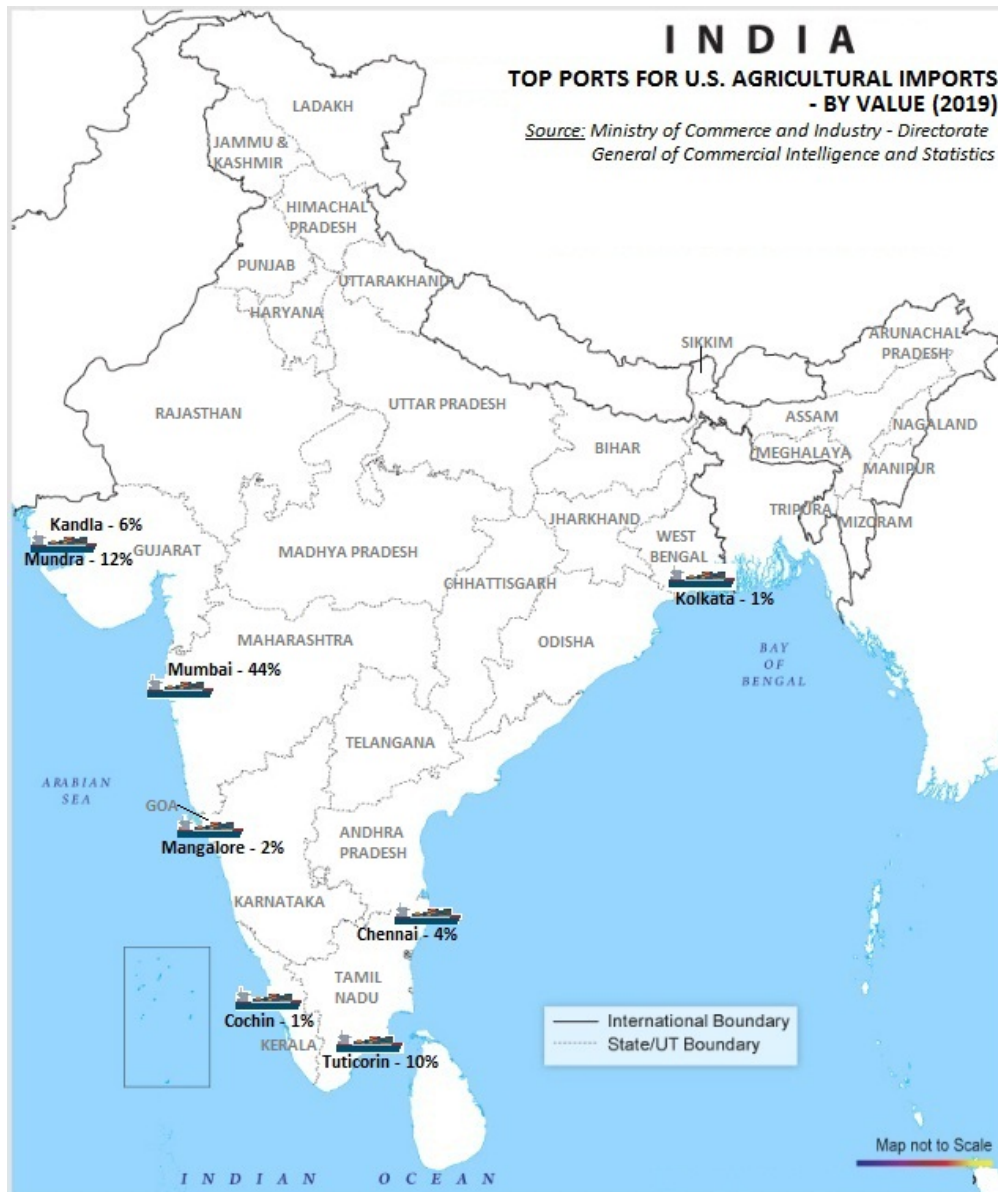 I N D I A
TOP PORTS FOR U.S. AGRICULTURAL IMPORTS
- BY VALUE (2019)
Source: Ministry of Commerce and Industry - Directorate
General of Commercial Intelligence and Statistics
LADAKH
JAMMU &
KASHMIR
HIMACHAL
PRADESH
PUNJAB
UTTARAKHAND
HARYANA
SIKKIM
ARUNACHAL
PRADESH
RAJASTHAN
UTTAR PRADESH
ASSAM
NAGALAND
BIHAR
MEGHALAYA
MANIPUR
TRIPURA
MIZORAM
JHARKHAND
WEST
BENGAL
Kandla - 6%
Mundra - 12%
GUJARAT
MADHYA PRADESH
CHHATTISGARH
Kolkata - 1%
MAHARASHTRA
ODISHA
Mumbai - 44%
BAY
OF
BENGAL
TELANGANA
ARABIAN
SEA
GOA
Mangalore - 2%
ANDHRA
PRADESH
KARNATAKA
Chennai - 4%
TAMIL
NADU
Cochin - 1%
KERALA
Tuticorin - 10%
International Boundary
State/UT Boundary
Map not to Scale
I N D I A N O C E A N